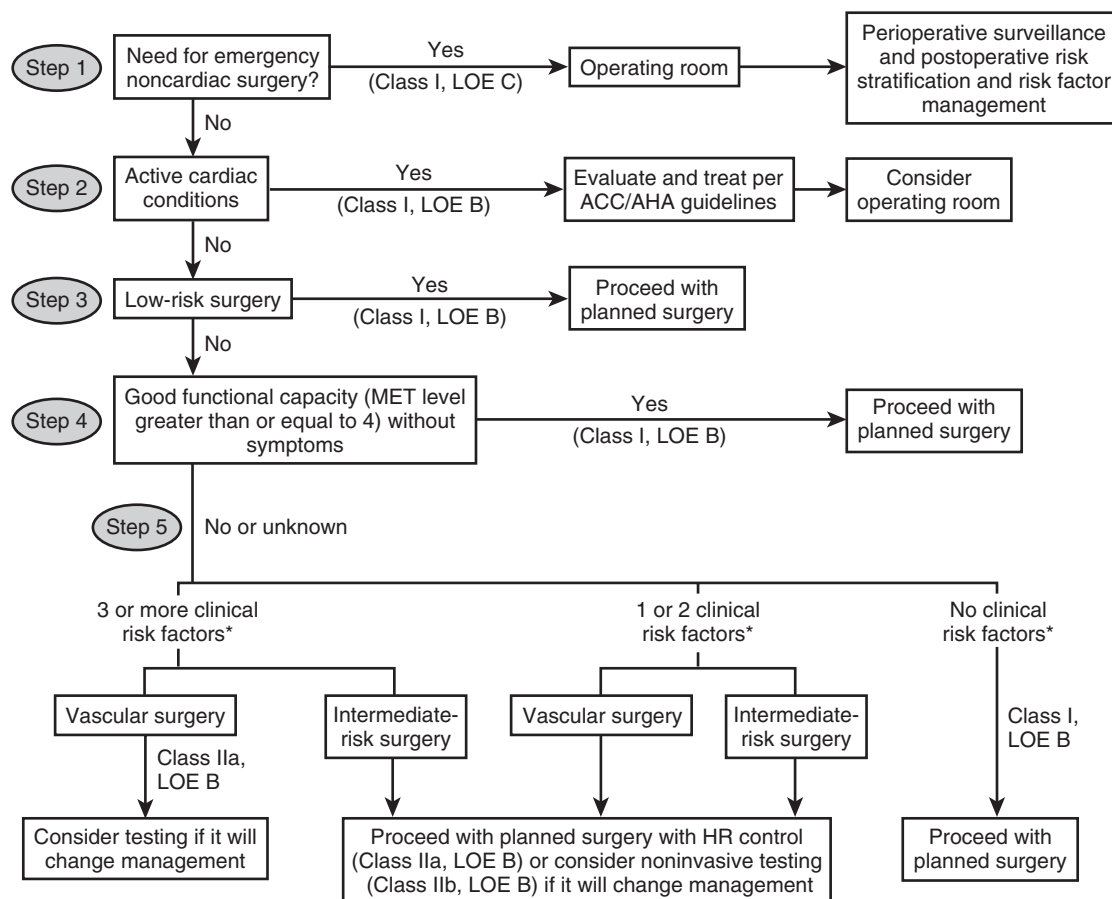 Step 1
Need for emergency
noncardiac surgery?
Yes
(Class I, LOE C)
Operating room
Perioperative surveillance
and postoperative risk
stratification and risk factor
management
No
Step 2
Active cardiac
conditions
Yes
(Class I, LOE B)
Evaluate and treat per
ACC/AHA guidelines
Consider
operating room
No
Step 3
Low-risk surgery
Yes
(Class I, LOE B)
Proceed with
planned surgery
No
Step 4
Good functional capacity (MET level
greater than or equal to 4) without
symptoms
Yes
(Class I, LOE B)
Proceed with
planned surgery
Step 5
No or unknown
3 or more clinical
risk factors*
1 or 2 clinical
risk factors*
No clinical
risk factors*
Vascular surgery
Intermediate-
risk surgery
Vascular surgery
Intermediate-
risk surgery
Class I,
LOE B
Class IIa,
LOE B
Consider testing if it will
change management
Proceed with planned surgery with HR control
(Class IIa, LOE B) or consider noninvasive testing
(Class IIb, LOE B) if it will change management
Proceed with
planned surgery